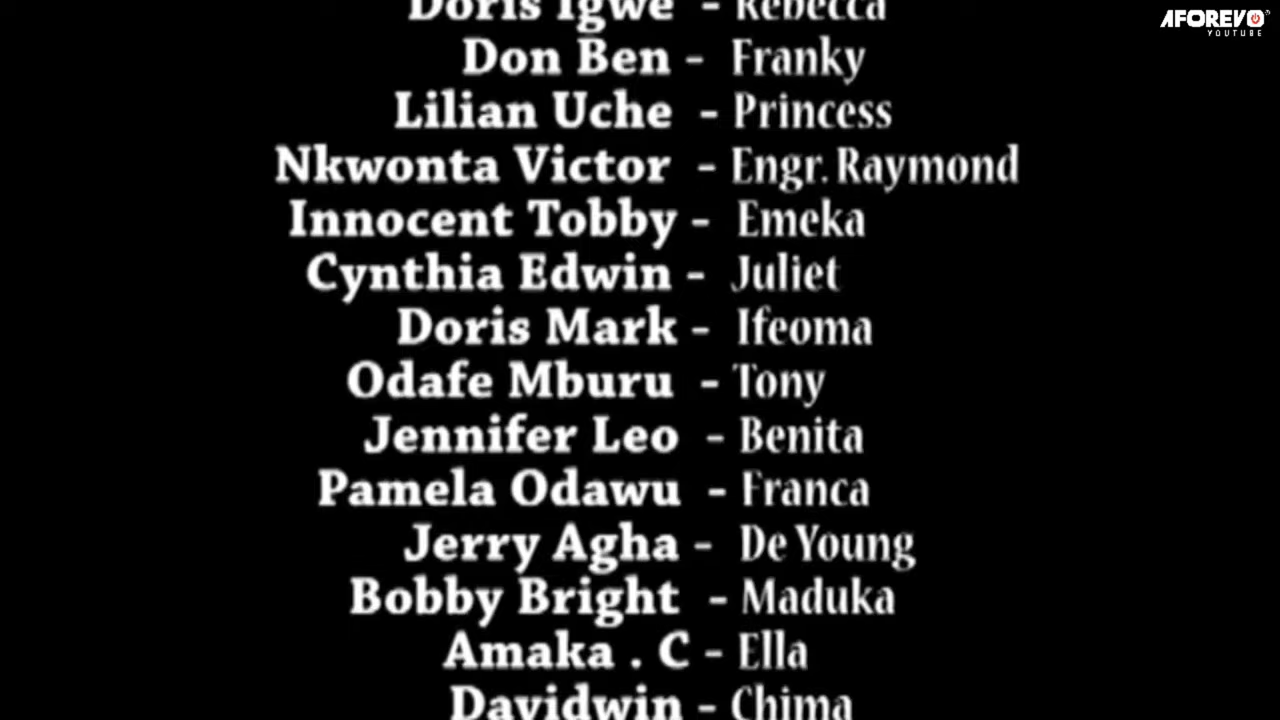 AFOREVO
YOUTUBE
Doris Igwe - Rebecca
Don Ben - Franky
Lilian Uche - Princess
Nkwonta Victor - Engr. Raymond
Innocent Tobby - Emeka
Cynthia Edwin - Juliet
Doris Mark - Ifeoma
Odafe Mburu - Tony
Jennifer Leo - Benita
Pamela Odawu - Franca
Jerry Agha - De Young
Bobby Bright - Maduka
Amaka . C - Ella
Davidwin - Chima